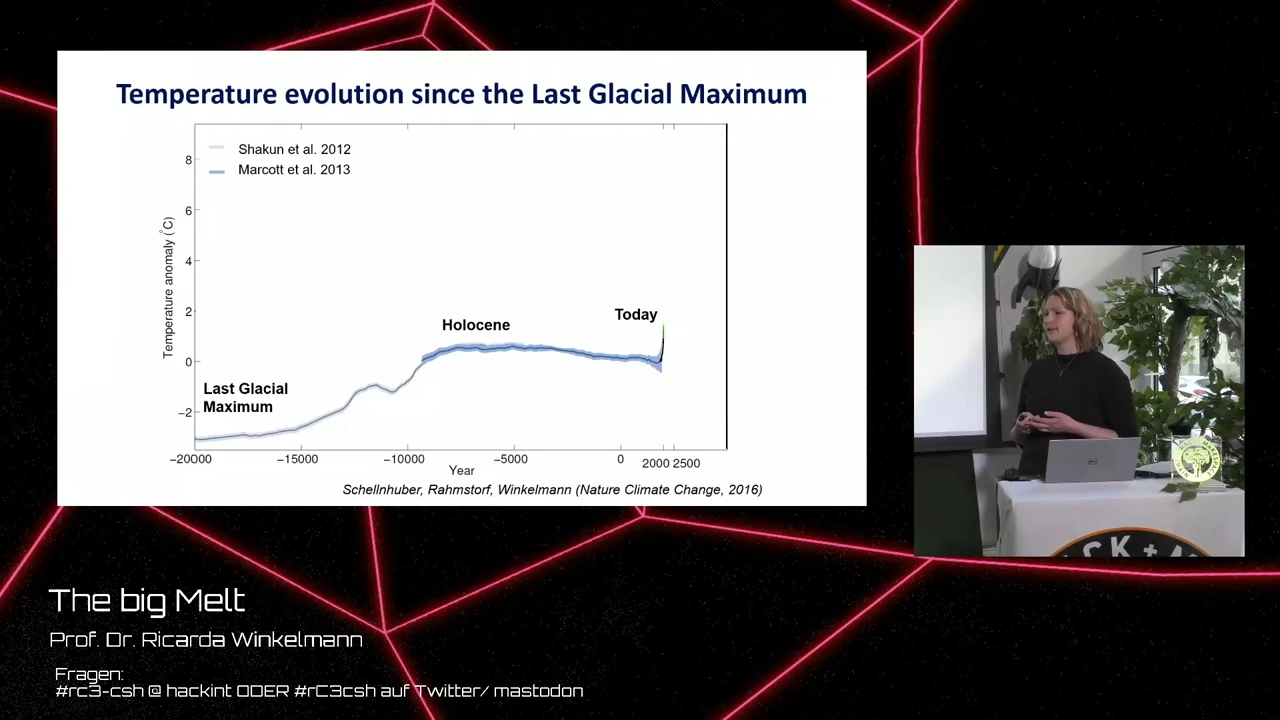 Temperature evolution since the Last Glacial Maximum
Shakun et al. 2012
Marcott et al. 2013
8
6
4
2
0
−2
Temperature anomaly (°C)
Holocene
Today
Last Glacial
Maximum
−20000 −15000 −10000 −5000 0 2000 2500
Year
Schellnhuber, Rahmstorf, Winkelmann (Nature Climate Change, 2016)
DELL
CK + M
The big Melt
Prof. Dr. Ricarda Winkelmann
Fragen:
#rc3-csh @ hackint ODER #rC3csh auf Twitter/ mastodon